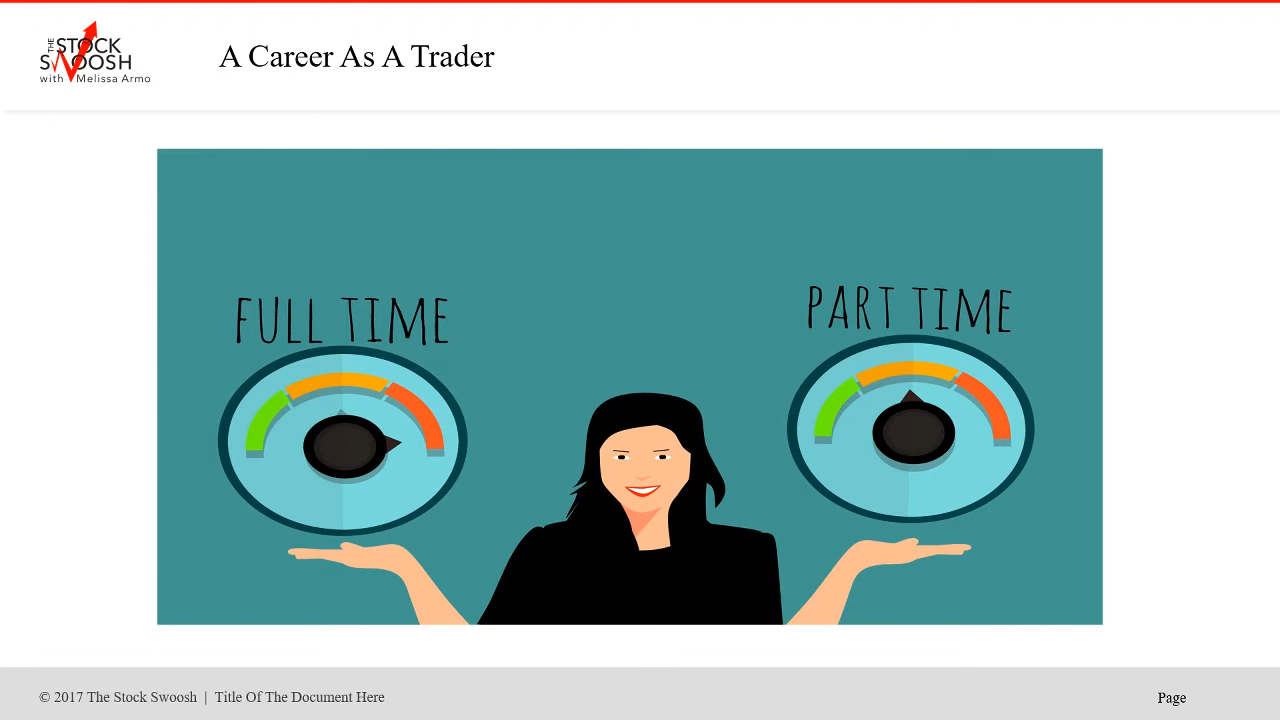 THE
STOCK
SWOOSH
with Melissa Armo
A Career As A Trader
FULL TIME
PART TIME
© 2017 The Stock Swoosh | Title Of The Document Here
Page